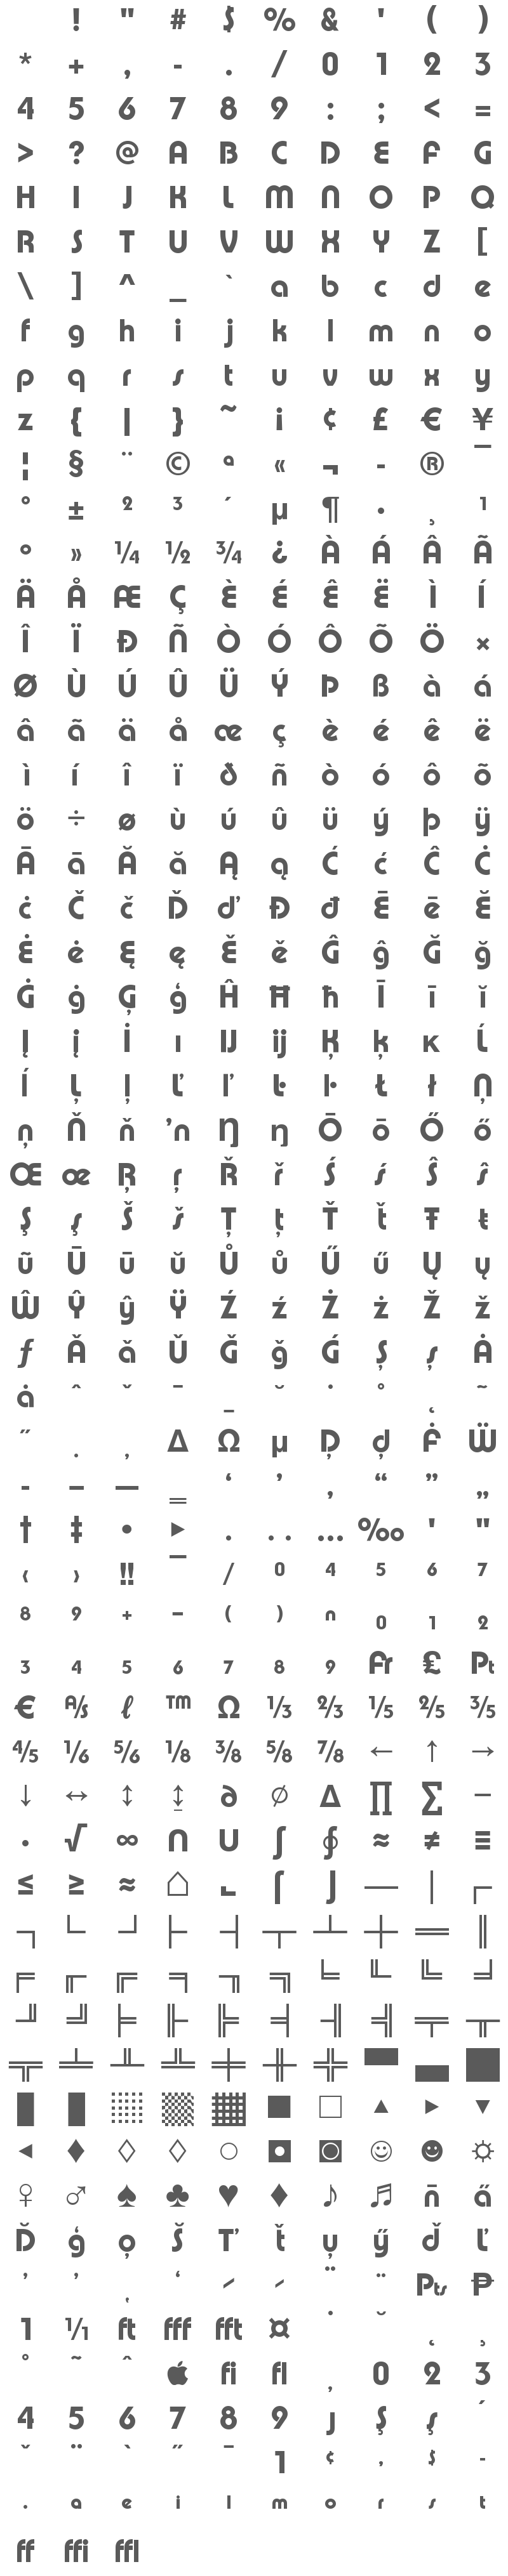 ! " # $ % & ' ( )
* + , - . / 0 1 2 3
4 5 6 7 8 9 : ; < =
> ? @ A B C D E F G
H I J K L M N O P Q
R S T U V W X Y Z [
\ ] ^ _ ` a b c d e
f g h i j k l m n o
p q r s t u v w x y
z { | } ~ ¡ ¢ £ € ¥
¦ § ¨ © ª « ¬ - ® ¯
° ± ² ³ ´ µ ¶ · ¸ ¹
º » ¼ ½ ¾ ¿ À Á Â Ã
Ä Å Æ Ç È É Ê Ë Ì Í
Î Ï Ð Ñ Ò Ó Ô Õ Ö ×
Ø Ù Ú Û Ü Ý Þ ß à á
â ã ä å æ ç è é ê ë
ì í î ï ð ñ ò ó ô õ
ö ÷ ø ù ú û ü ý þ ÿ
Ā ā Ă ă Ą ą Ć ć Ĉ Ċ
ċ Č č Ď ď Đ đ Ē ē Ĕ
Ė ė Ę ę Ě ě Ĝ ĝ Ğ ğ
Ġ ġ Ģ ģ Ĥ Ħ ħ Ī ī ĭ
Į į İ ı Ĳ ĳ Ķ ķ ĸ Ĺ
ĺ Ļ ļ Ľ ľ Ŀ ŀ Ł ł Ņ
ņ Ň ň ŉ Ŋ ŋ Ō ō Ő ő
Œ œ Ŗ ŗ Ř ř Ś ś Ŝ ŝ
Ş ş Š š Ţ ţ Ť ť Ŧ ŧ
ũ Ū ū ŭ Ů ů Ű ű Ų ų
Ŵ Ŷ ŷ Ÿ Ź ź Ż ż Ž ž
ƒ Ǎ ǎ Ǔ Ǧ ǧ Ǵ Ș ș Ȧ
ȧ ˆ ˇ ˉ ˍ ˘ ˙ ˚ ˛ ˜
˝ . , Δ Ω μ Ḍ ḍ Ḟ Ẅ
‐ – — ‗ ‘ ’ ‚ “ ” „
† ‡ • ‣ . ‥ … ‰ ′ ″
‹ › ‼ ‾ ⁄ ⁰ ⁴ ⁵ ⁶ ⁷
⁸ ⁹ ⁺ ⁻ ⁽ ⁾ ⁿ ₀ ₁ ₂
₃ ₄ ₅ ₆ ₇ ₈ ₉ ₣ ₤ Pt
€ ⅍ ℓ ™ Ω ⅓ ⅔ ⅕ ⅖ ⅗
⅘ ⅙ ⅚ ⅛ ⅜ ⅝ ⅞ ← ↑ →
↓ ↔ ↕ ↨ ∂ ∅ ∆ ∏ ∑ −
∙ √ ∞ ∩ ∪ ∫ ∮ ≈ ≠ ≡
≤ ≥ ≈ ⌂ ⌙ ⌠ ⌡ ─ │ ┌
┐ └ ┘ ├ ┤ ┬ ┴ ┼ ═ ║
╒ ╓ ╔ ╕ ╖ ╗ ╘ ╙ ╚ ╛
╜ ╝ ╞ ╟ ╠ ╡ ╢ ╣ ╤ ╥
╦ ╧ ╨ ╩ ╪ ╫ ╬ ▀ ▄ █
▌ ▐ ░ ▒ ▓ ■ □ ▲ ► ▼
◄ ♦ ◊ ◊ ○ ◘ ◙ ☺ ☻ ☼
♀ ♂ ♠ ♣ ♥ ♦ ♪ ♬ n̄ a̋
Ď ģ ọ Š T' ť ụ y̋ ď Ľ
Pts ₱
1 1/1 ft fff fft ¤ ˙ ˘
˚ ˜ ˆ  fi fl , 0 2 3
4 5 6 7 8 9 ȷ Ş ş ´
ˇ ¨ ` ˝ ¯ 1 ¢ , $ -
. a e i l m o r s t
ff ffi ffl